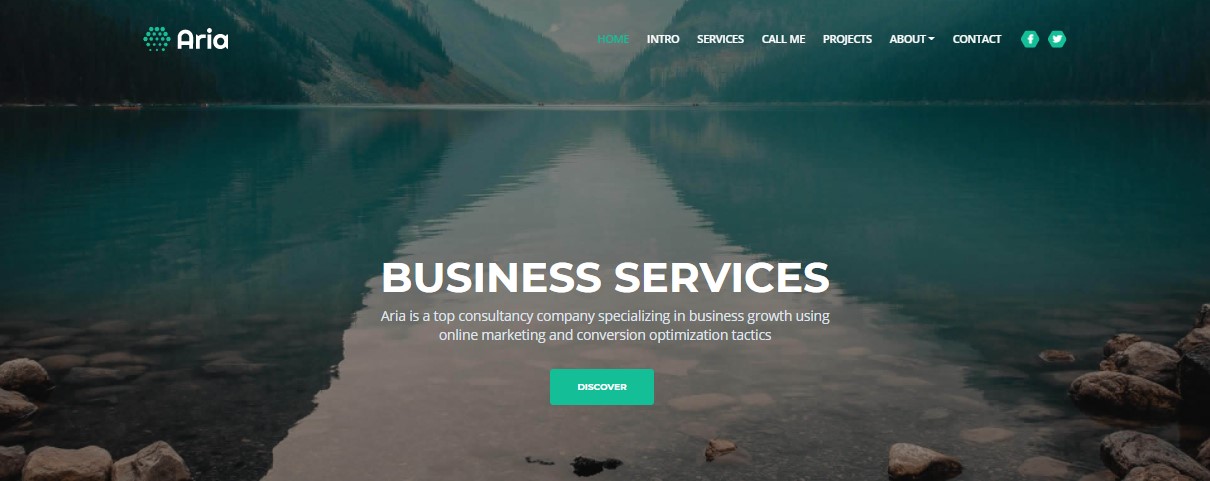 Aria
HOME INTRO SERVICES CALL ME PROJECTS ABOUT CONTACT
BUSINESS SERVICES
Aria is a top consultancy company specializing in business growth using
online marketing and conversion optimization tactics
DISCOVER